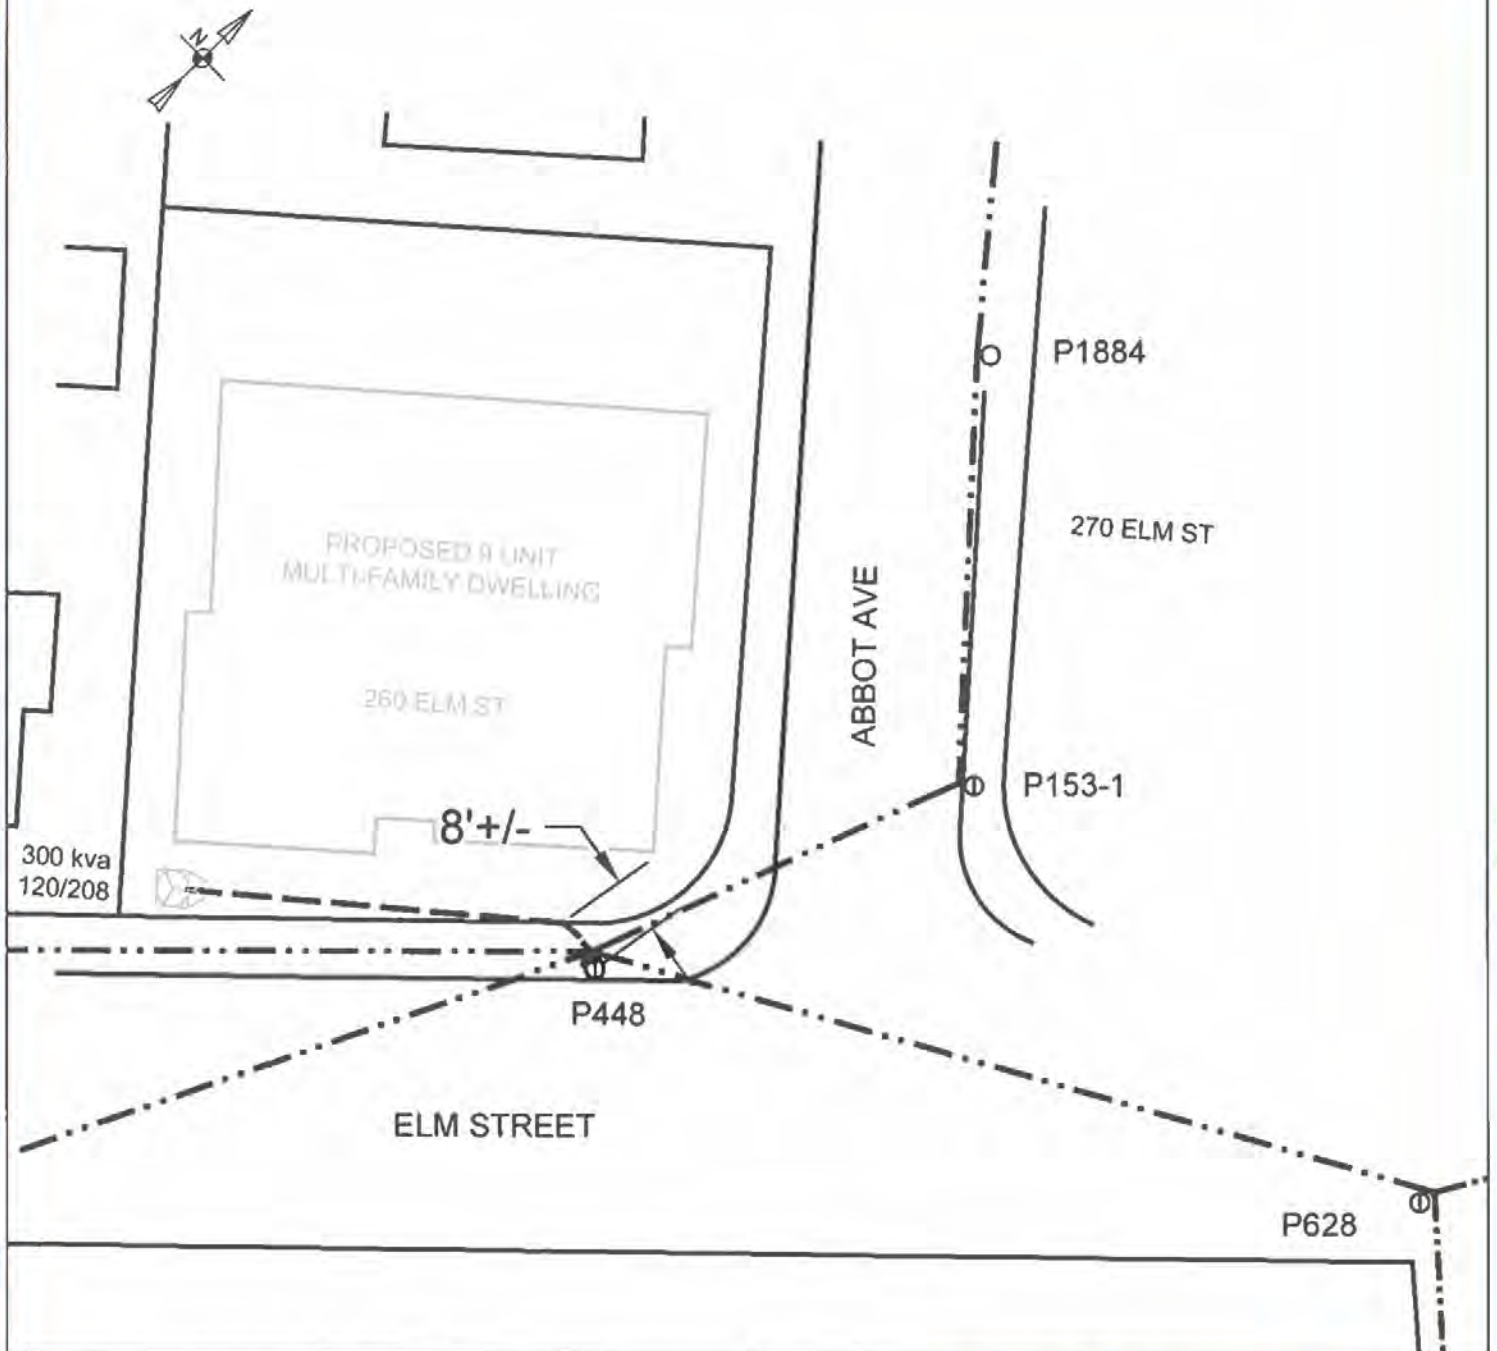 N
P1884
270 ELM ST
PROPOSED 9 UNIT
MULTI-FAMILY DWELLING
ABBOT AVE
260 ELM ST
P153-1
8'+/-
300 kva
120/208
P448
ELM STREET
P628